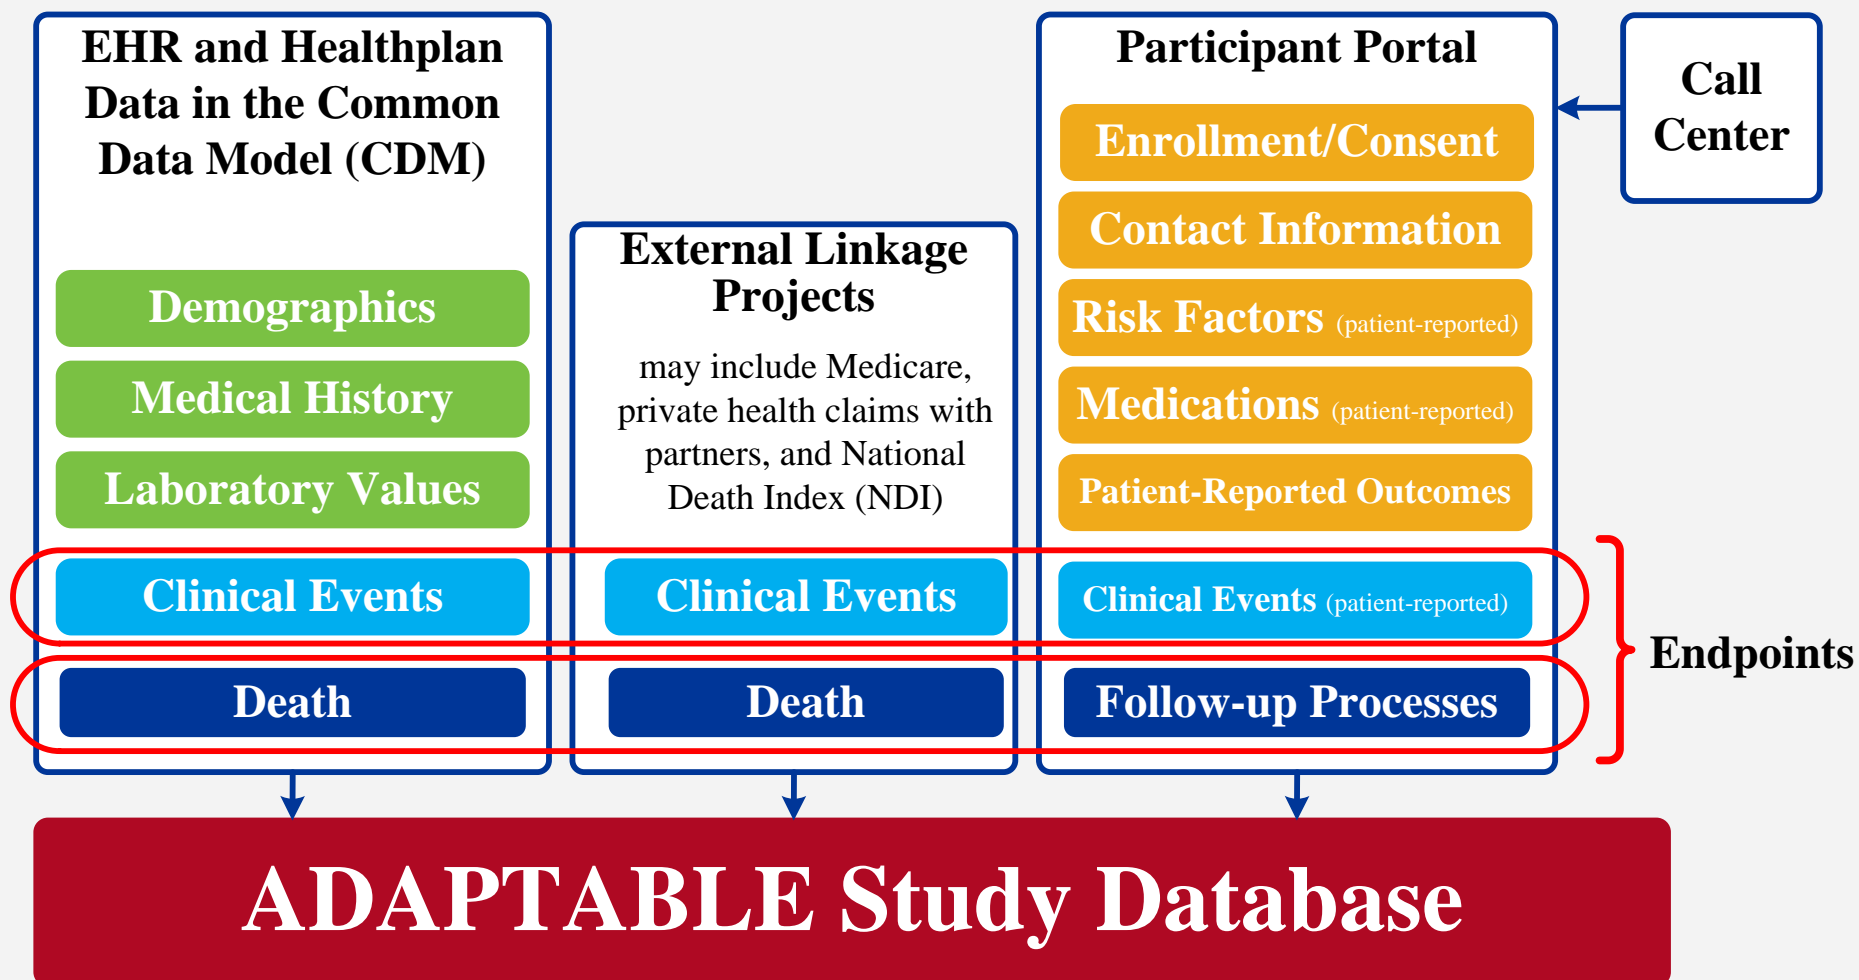 EHR and Healthplan
Data in the Common
Data Model (CDM)
Demographics
Medical History
Laboratory Values
Clinical Events
Death
External Linkage
Projects
may include Medicare,
private health claims with
partners, and National
Death Index (NDI)
Clinical Events
Death
Participant Portal
Enrollment/Consent
Contact Information
Risk Factors (patient-reported)
Medications (patient-reported)
Patient-Reported Outcomes
Clinical Events (patient-reported)
Follow-up Processes
Call
Center
Endpoints
ADAPTABLE Study Database